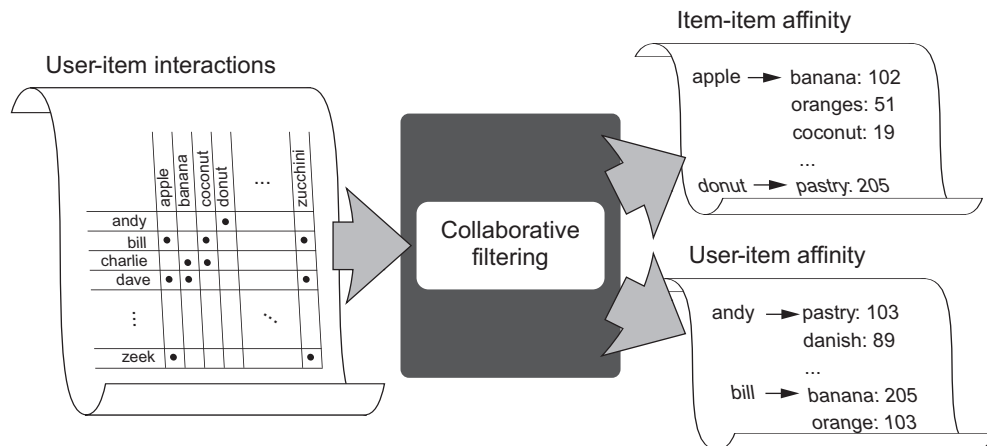 User-item interactions
apple
banana
coconut
donut
...
zucchini
andy
bill
charlie
dave
...
...
zeek
Collaborative
filtering
Item-item affinity
apple banana: 102
oranges: 51
coconut: 19
...
donut pastry: 205
User-item affinity
andy pastry: 103
danish: 89
...
bill banana: 205
orange: 103